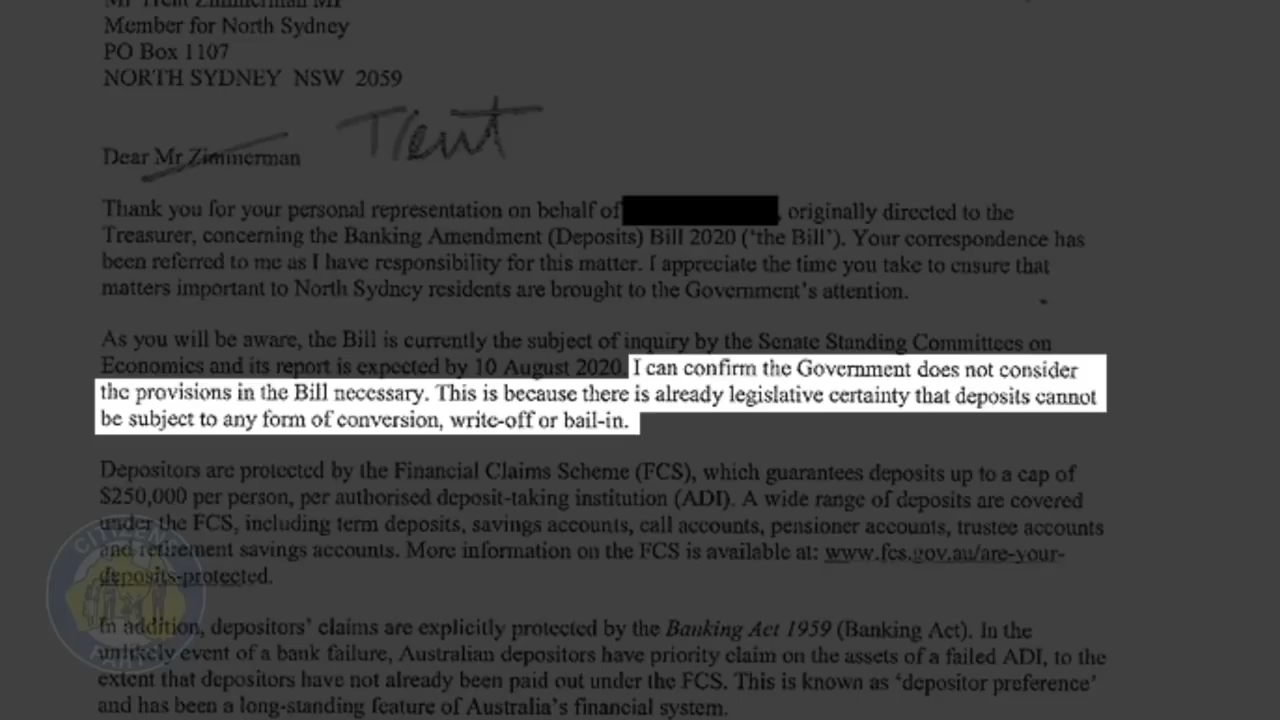 Mr Trent Zimmerman MP
Member for North Sydney
PO Box 1107
NORTH SYDNEY NSW 2059
Trent
Dear Mr Zimmerman
Thank you for your personal representation on behalf of , originally directed to the
Treasurer, concerning the Banking Amendment (Deposits) Bill 2020 ('the Bill'). Your correspondence has
been referred to me as I have responsibility for this matter. I appreciate the time you take to ensure that
matters important to North Sydney residents are brought to the Government's attention.
As you will be aware, the Bill is currently the subject of inquiry by the Senate Standing Committees on
Economics and its report is expected by 10 August 2020. I can confirm the Government does not consider
the provisions in the Bill necessary. This is because there is already legislative certainty that deposits cannot
be subject to any form of conversion, write-off or bail-in.
Depositors are protected by the Financial Claims Scheme (FCS), which guarantees deposits up to a cap of
$250,000 per person, per authorised deposit-taking institution (ADI). A wide range of deposits are covered
under the FCS, including term deposits, savings accounts, call accounts, pensioner accounts, trustee accounts
and retirement savings accounts. More information on the FCS is available at: www.fcs.gov.au/are-your-
deposits-protected.
In addition, depositors' claims are explicitly protected by the Banking Act 1959 (Banking Act). In the
unlikely event of a bank failure, Australian depositors have priority claim on the assets of a failed ADI, to the
extent that depositors have not already been paid out under the FCS. This is known as 'depositor preference'
and has been a long-standing feature of Australia's financial system.
CITIZENS
PARTY